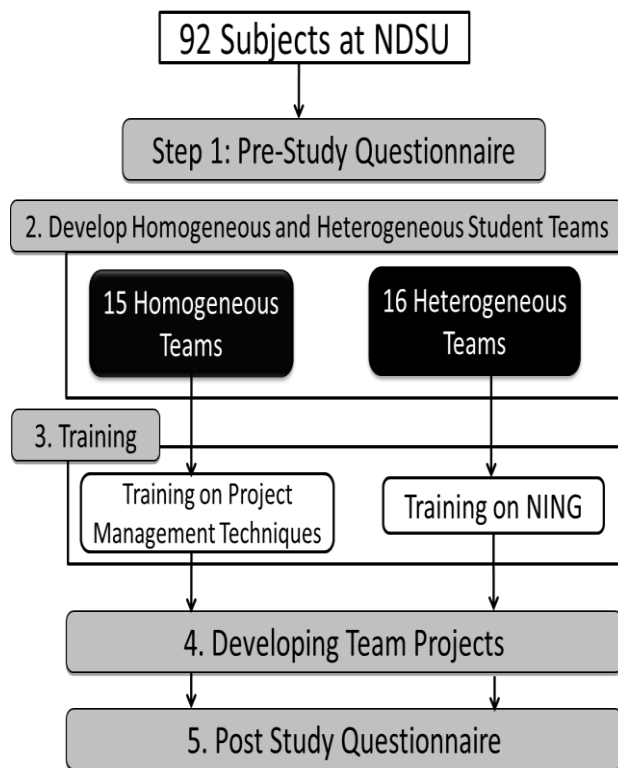 92 Subjects at NDSU
Step 1: Pre-Study Questionnaire
2. Develop Homogeneous and Heterogeneous Student Teams
15 Homogeneous
Teams
16 Heterogeneous
Teams
3. Training
Training on Project
Management Techniques
Training on NING
4. Developing Team Projects
5. Post Study Questionnaire